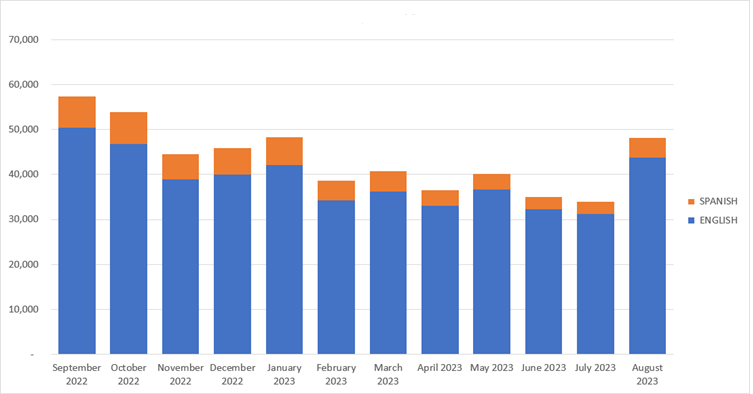 70,000
60,000
50,000
40,000
30,000
20,000
10,000
-
September 2022
October 2022
November 2022
December 2022
January 2023
February 2023
March 2023
April 2023
May 2023
June 2023
July 2023
August 2023
SPANISH
ENGLISH